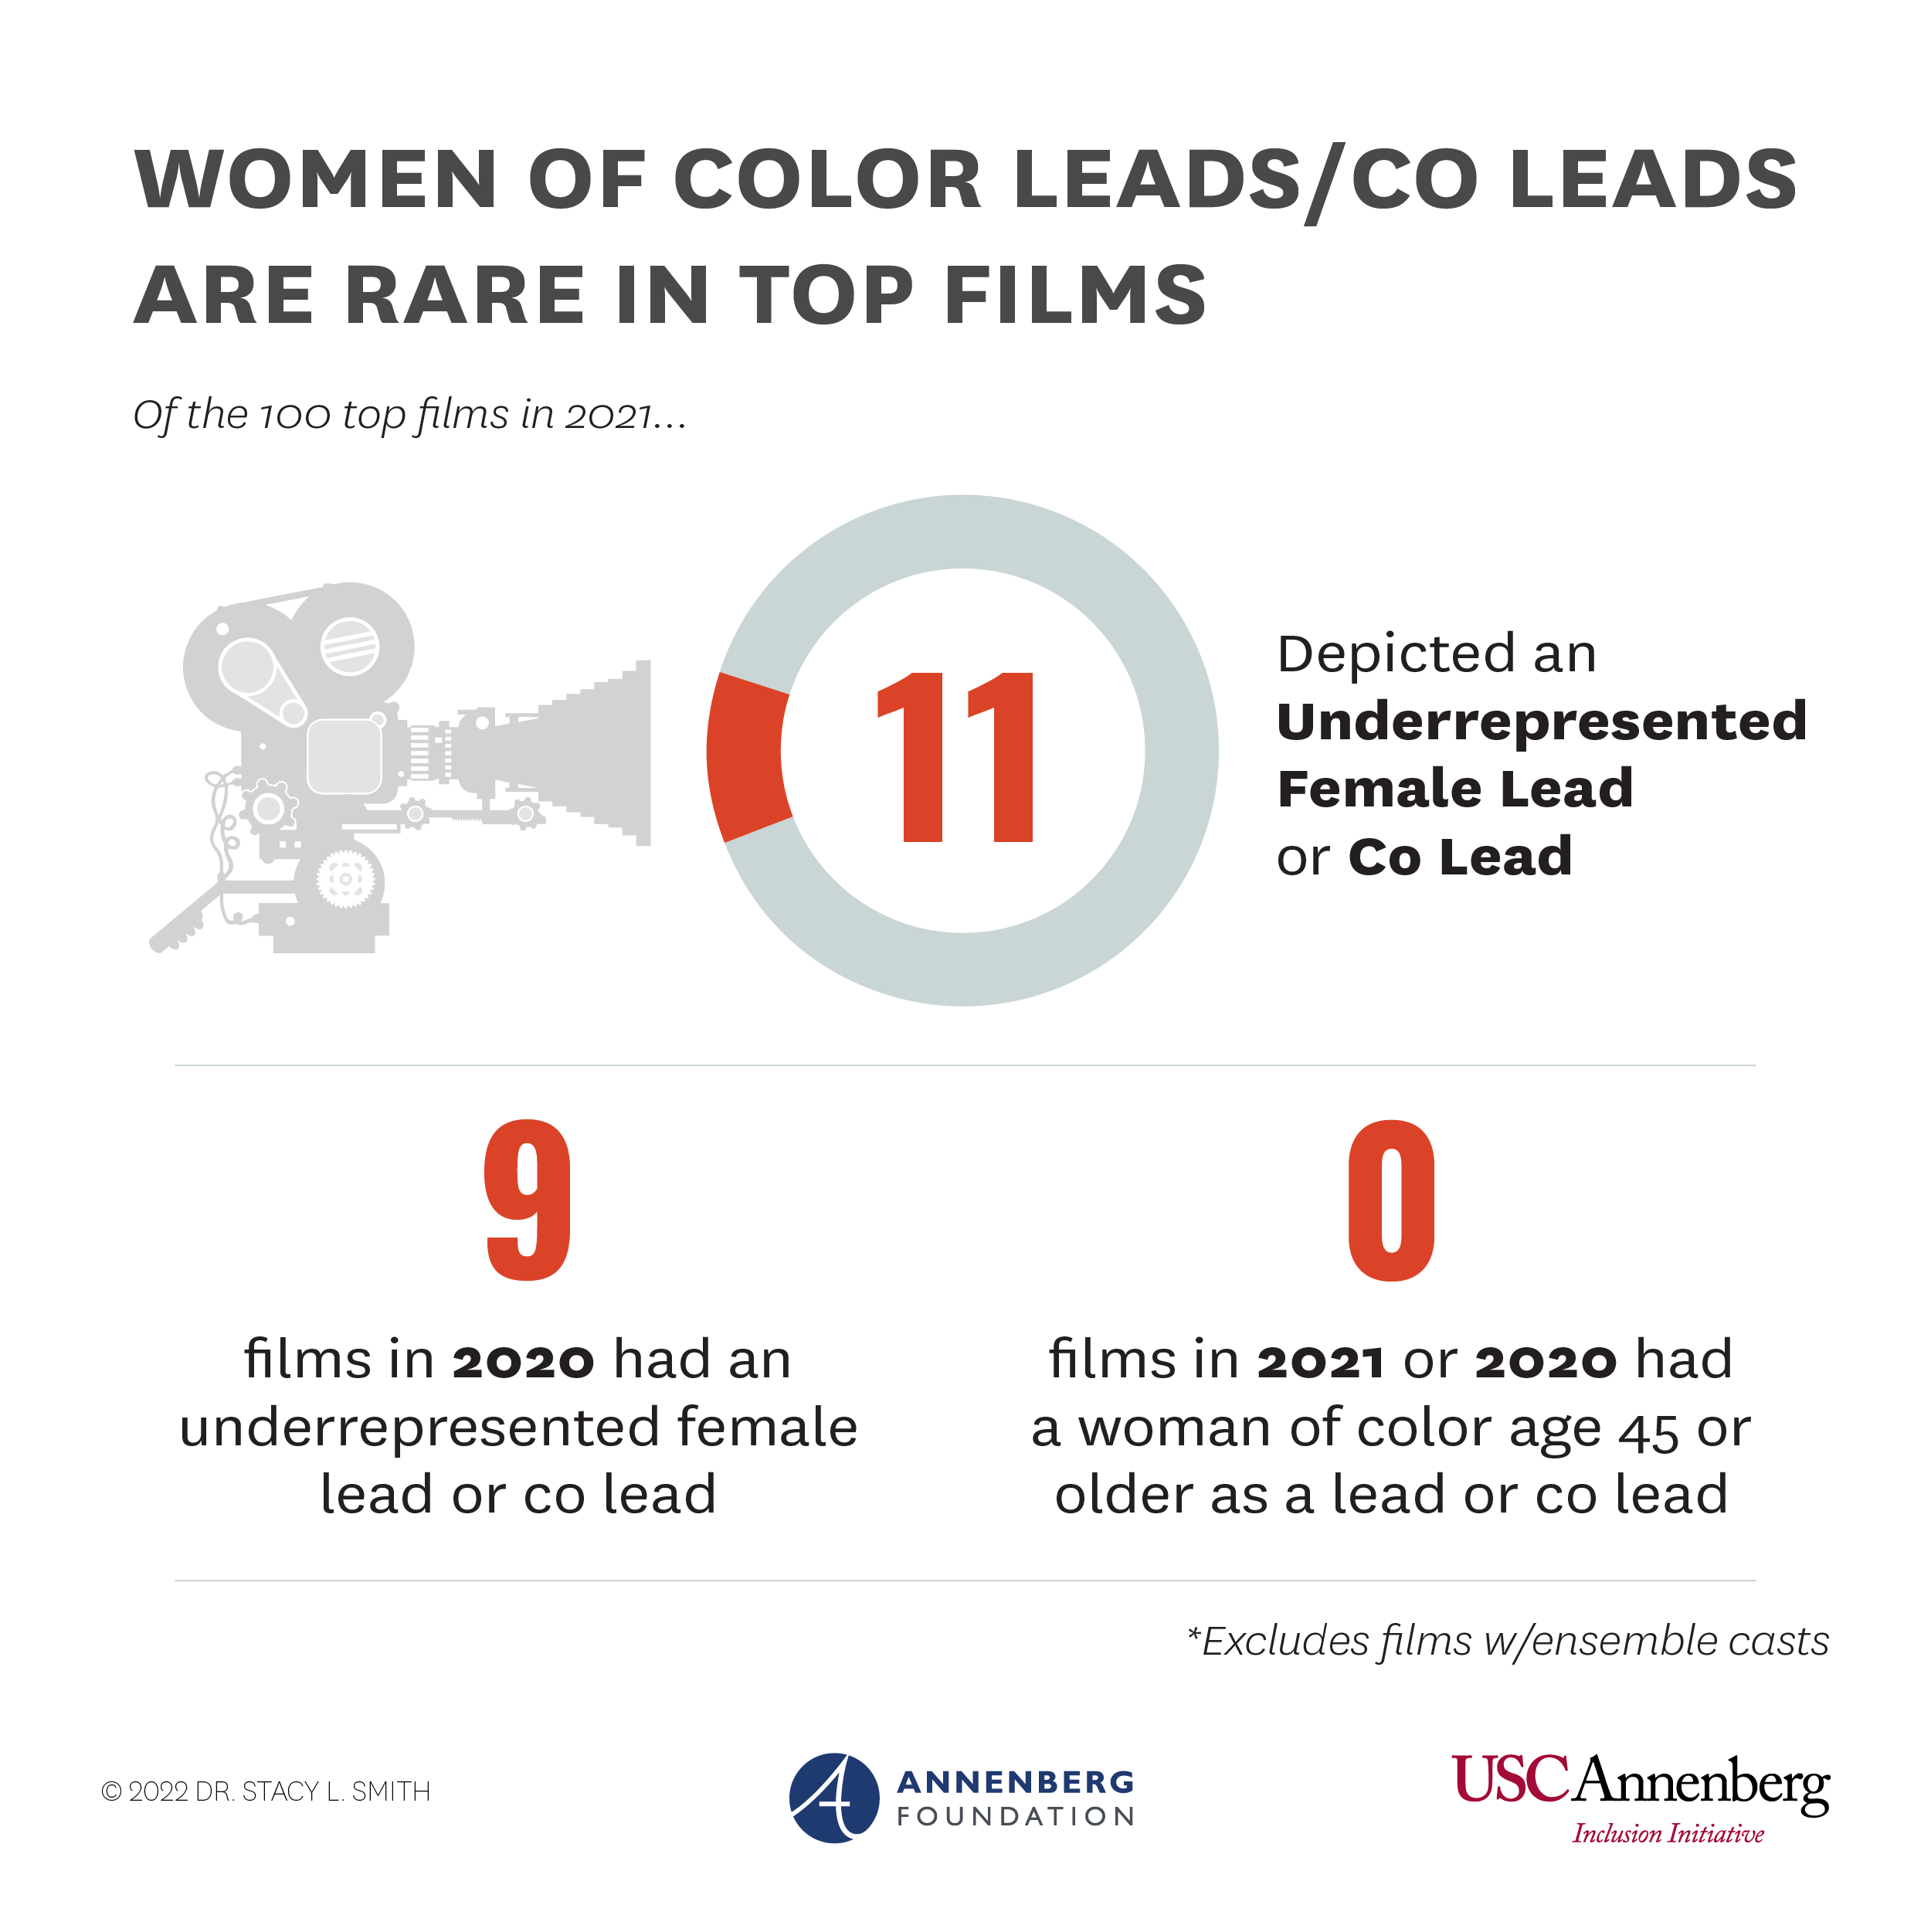 WOMEN OF COLOR LEADS/CO LEADS
ARE RARE IN TOP FILMS
Of the 100 top films in 2021...
11
Depicted an
Underrepresented
Female Lead
or Co Lead
9
films in 2020 had an
underrepresented female
lead or co lead
0
films in 2021 or 2020 had
a woman of color age 45 or
older as a lead or co lead
*Excludes films w/ensemble casts
© 2022 DR. STACY L. SMITH
ANNENBERG
FOUNDATION
USC Annenberg
Inclusion Initiative